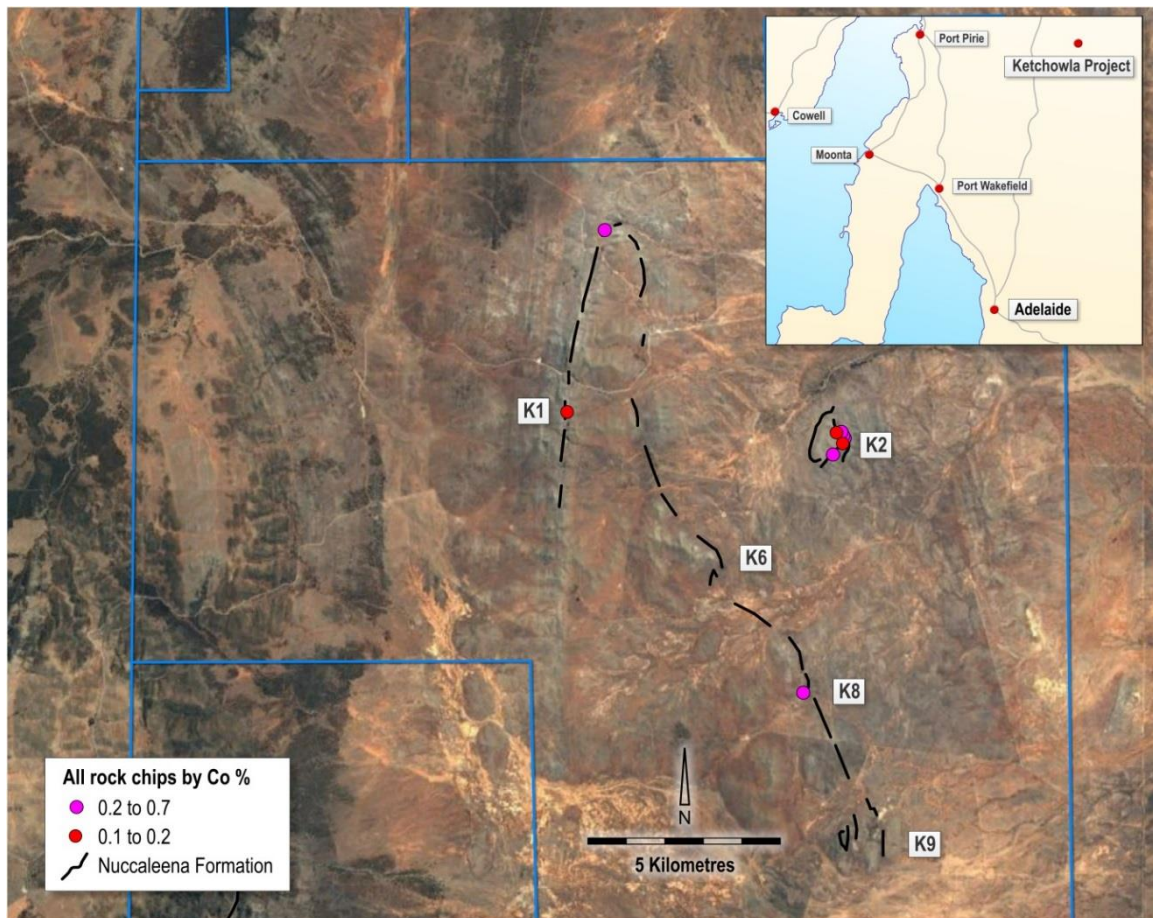 Port Pirie
Ketchowla Project
Cowell
Moonta
Port Wakefield
Adelaide
K1
K2
K6
K8
K9
N
5 Kilometres
All rock chips by Co %
0.2 to 0.7
0.1 to 0.2
Nuccaleena Formation